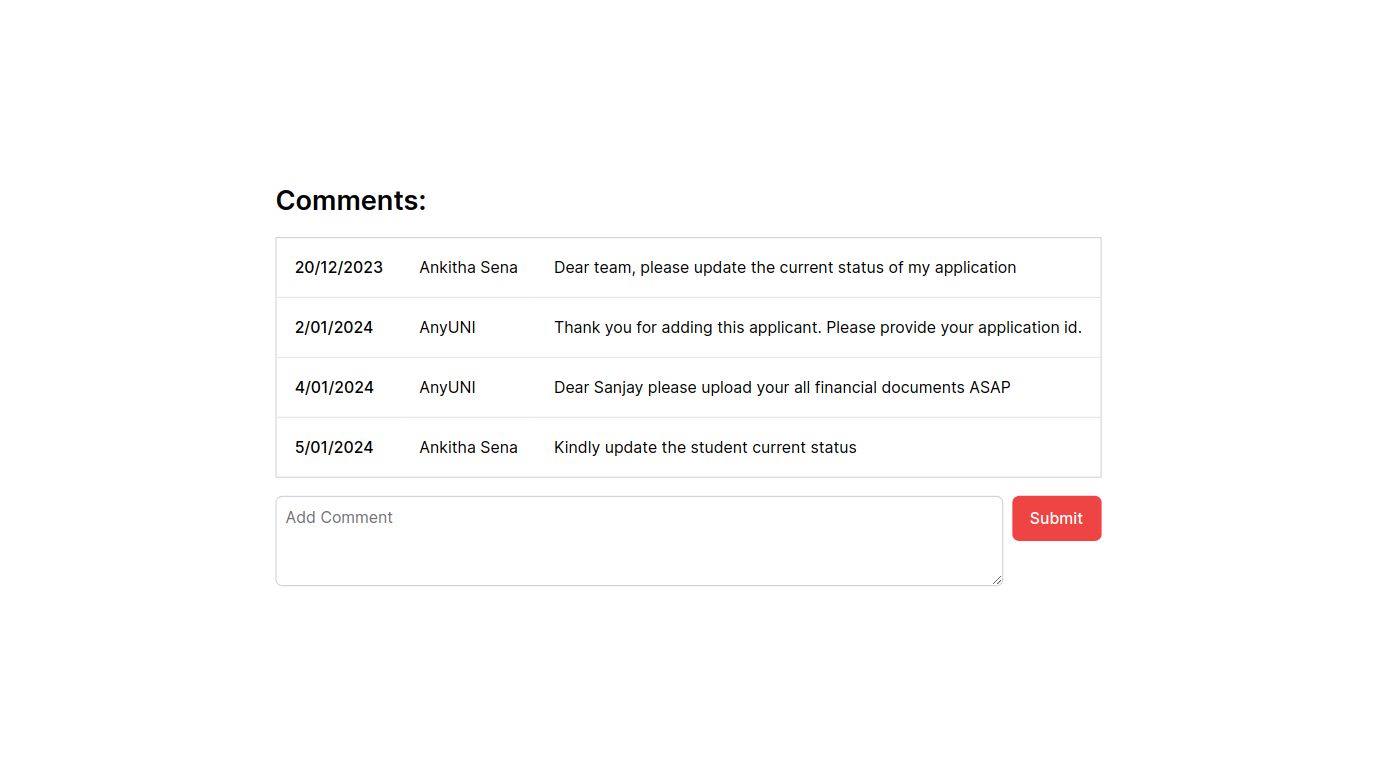 Comments:
20/12/2023 Ankitha Sena Dear team, please update the current status of my application
2/01/2024 AnyUNI Thank you for adding this applicant. Please provide your application id.
4/01/2024 AnyUNI Dear Sanjay please upload your all financial documents ASAP
5/01/2024 Ankitha Sena Kindly update the student current status
Add Comment Submit